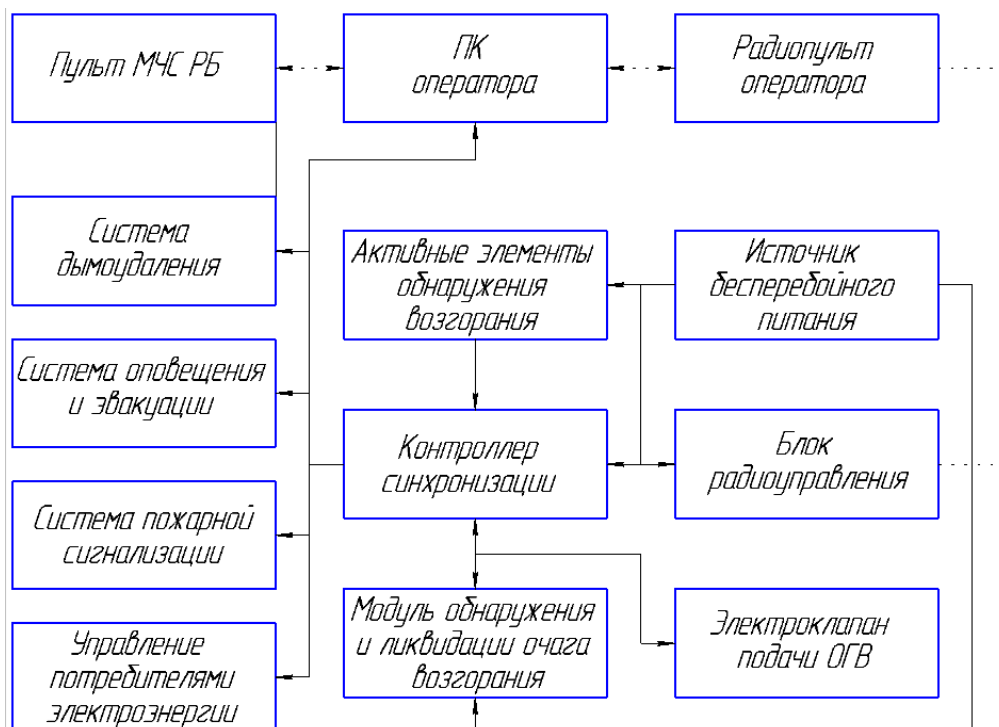 Пульт МЧС РБ
ПК
оператора
Радиопульт
оператора
Система
дымоудаления
Активные элементы
обнаружения
возгорания
Источник
бесперебойного
питания
Система оповещения
и эвакуации
Контроллер
синхронизации
Блок
радиоуправления
Система пожарной
сигнализации
Модуль обнаружения
и ликвидации очага
возгорания
Электроклапан
подачи ОГВ
Управление
потребителями
электроэнергии